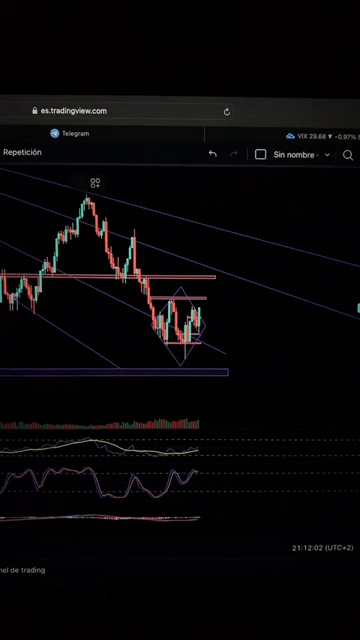 es.tradingview.com
Telegram
VIX 29,68 ▼ −0.97% S
Repetición
Sin nombre
21:12:02 (UTC+2)
nel de trading